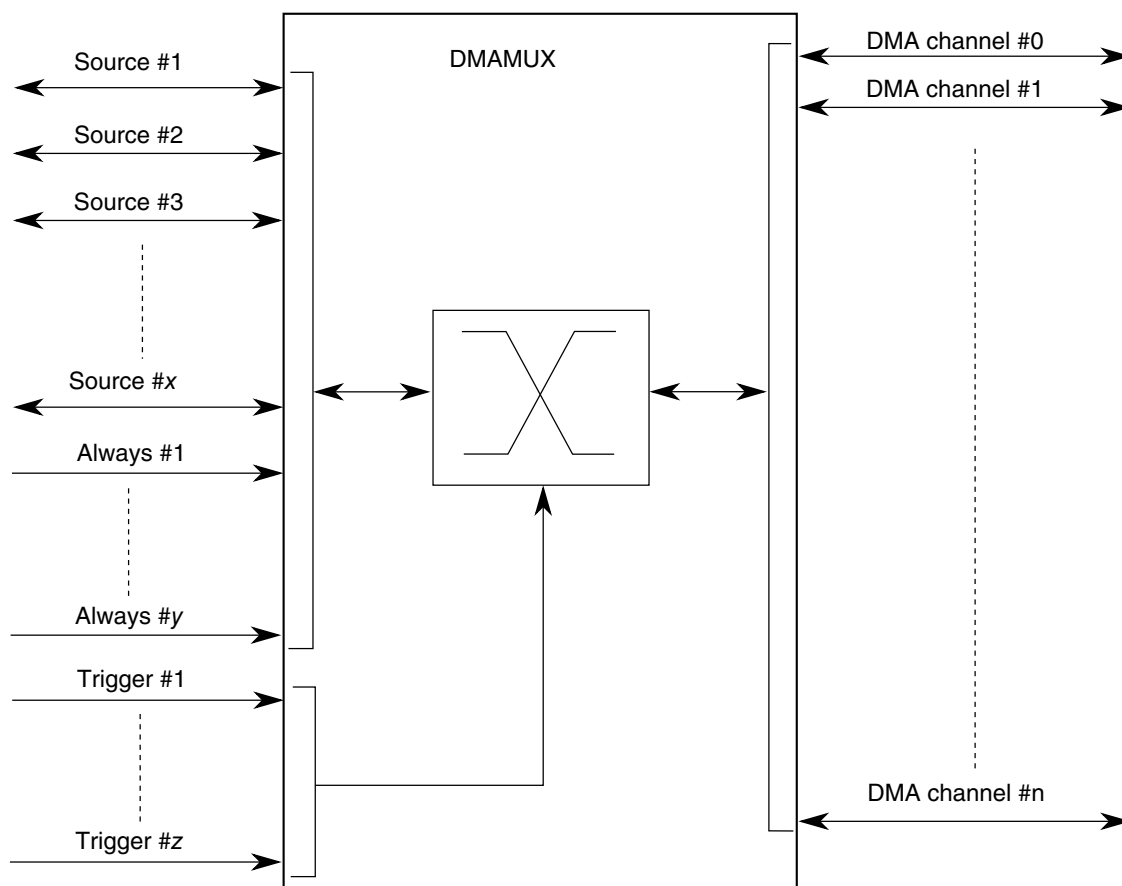 DMAMUX
Source #1
Source #2
Source #3
Source #x
Always #1
Always #y
Trigger #1
Trigger #z
DMA channel #0
DMA channel #1
DMA channel #n